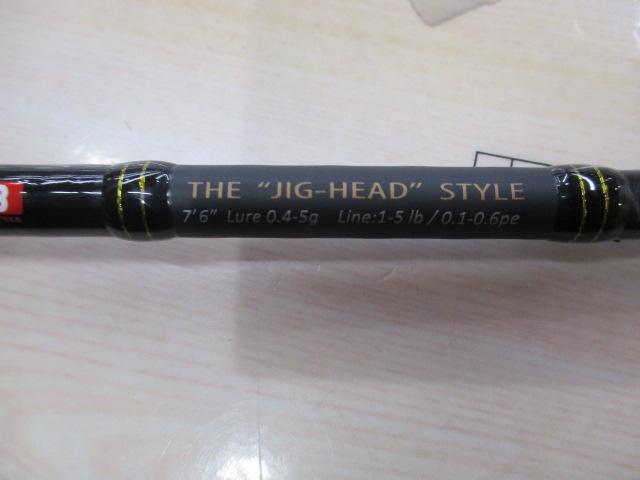 THE “JIG-HEAD” STYLE
7’6” Lure 0.4-5g Line:1-5 lb / 0.1-0.6pe